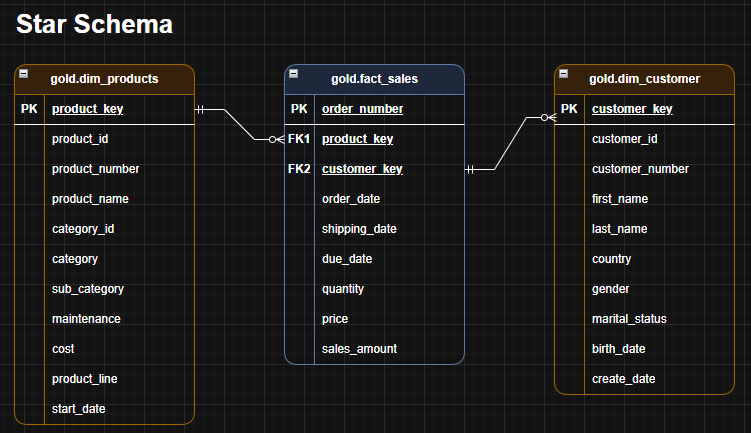 Star Schema
gold.dim_products
PK product_key
product_id
product_number
product_name
category_id
category
sub_category
maintenance
cost
product_line
start_date
gold.fact_sales
PK order_number
FK1 product_key
FK2 customer_key
order_date
shipping_date
due_date
quantity
price
sales_amount
gold.dim_customer
PK customer_key
customer_id
customer_number
first_name
last_name
country
gender
marital_status
birth_date
create_date